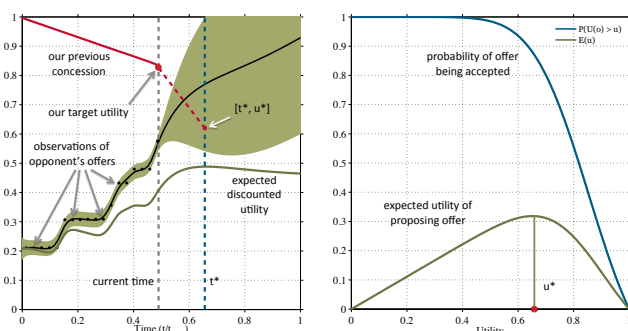 1
0.9
0.8
0.7
0.6
0.5
0.4
0.3
0.2
0.1
0
our previous
concession
our target utility
[t*, u*]
observations of
opponent's offers
expected
discounted
utility
current time
t*
0
0.2
0.4
0.6
0.8
1
Time (t/t
1
0.9
0.8
0.7
0.6
0.5
0.4
0.3
0.2
0.1
0
P(U(o) > u)
E(u)
probability of offer
being accepted
expected utility of
proposing offer
u*
0
0.2
0.4
0.6
0.8
Utility